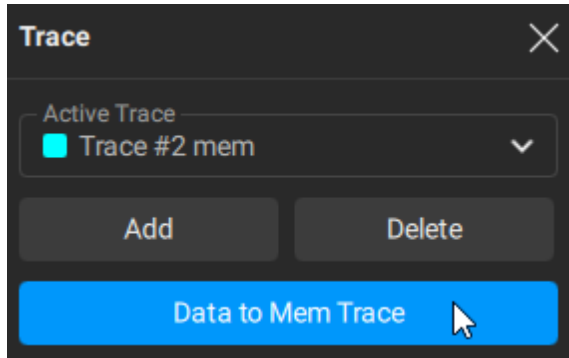 Trace
Active Trace
Trace #2 mem
Add Delete
Data to Mem Trace